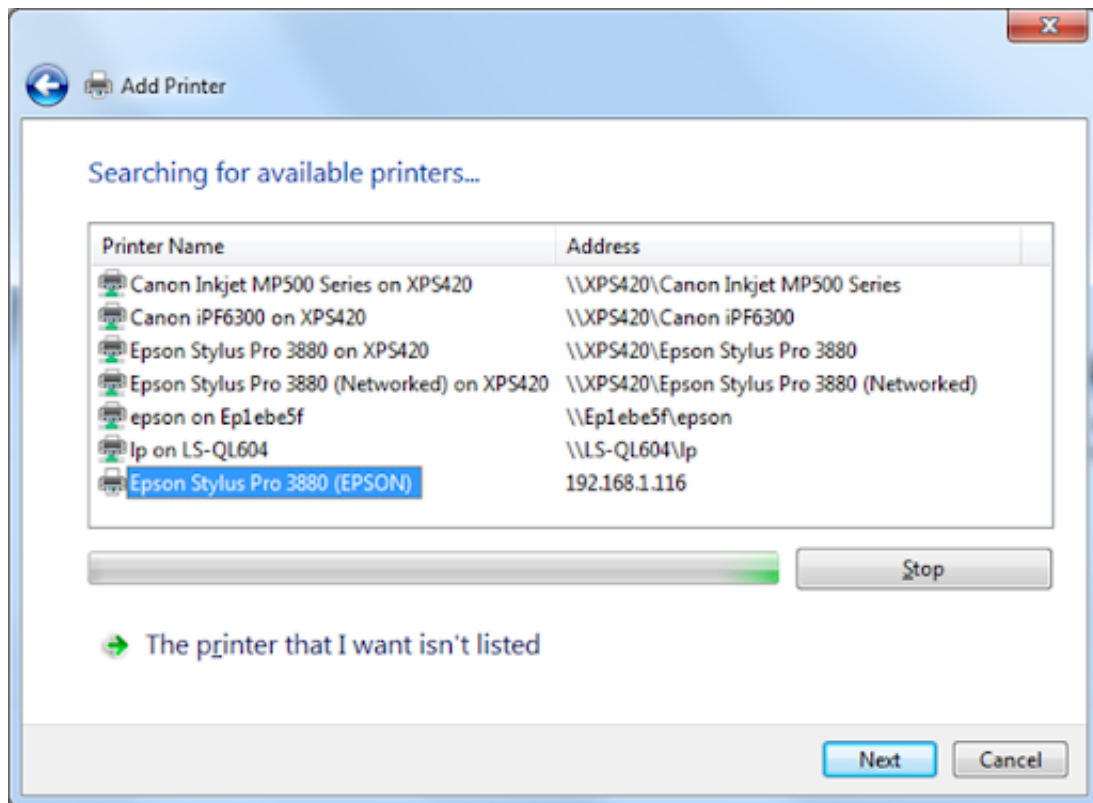 Add Printer
Searching for available printers...
Printer Name Address
Canon Inkjet MP500 Series on XPS420 \\XPS420\Canon Inkjet MP500 Series
Canon iPF6300 on XPS420 \\XPS420\Canon iPF6300
Epson Stylus Pro 3880 on XPS420 \\XPS420\Epson Stylus Pro 3880
Epson Stylus Pro 3880 (Networked) on XPS420 \\XPS420\Epson Stylus Pro 3880 (Networked)
epson on Ep1ebe5f \\Ep1ebe5f\epson
lp on LS-QL604 \\LS-QL604\lp
Epson Stylus Pro 3880 (EPSON) 192.168.1.116
Stop
The printer that I want isn't listed
Next Cancel